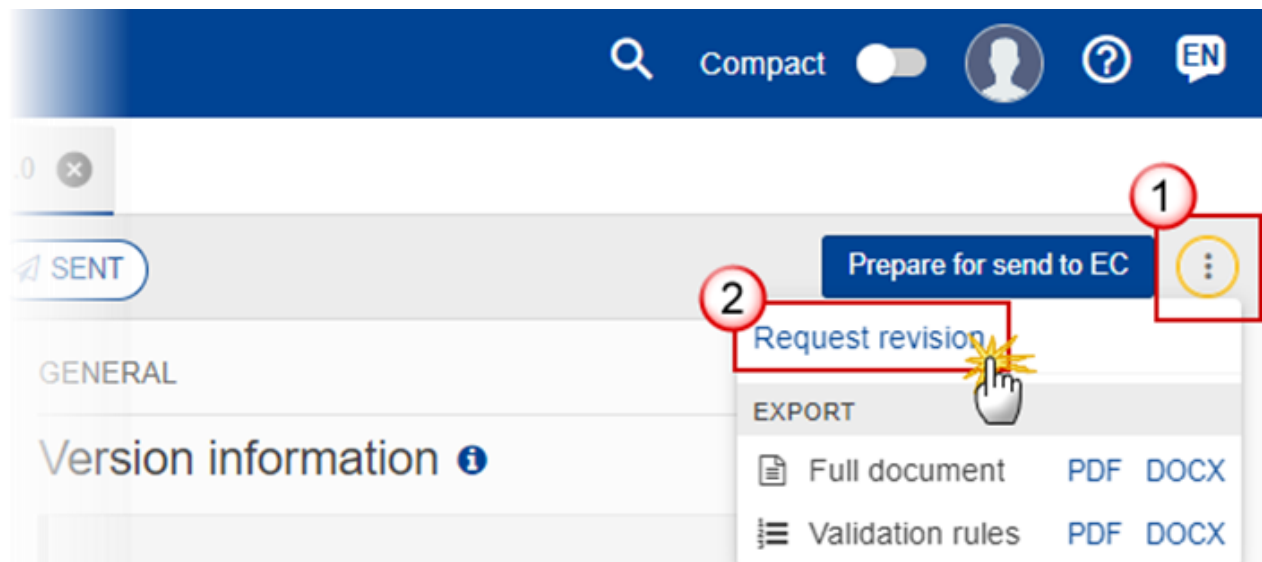 Compact EN
.0
1
SENT Prepare for send to EC
2
Request revision
GENERAL
EXPORT
Version information
Full document PDF DOCX
Validation rules PDF DOCX